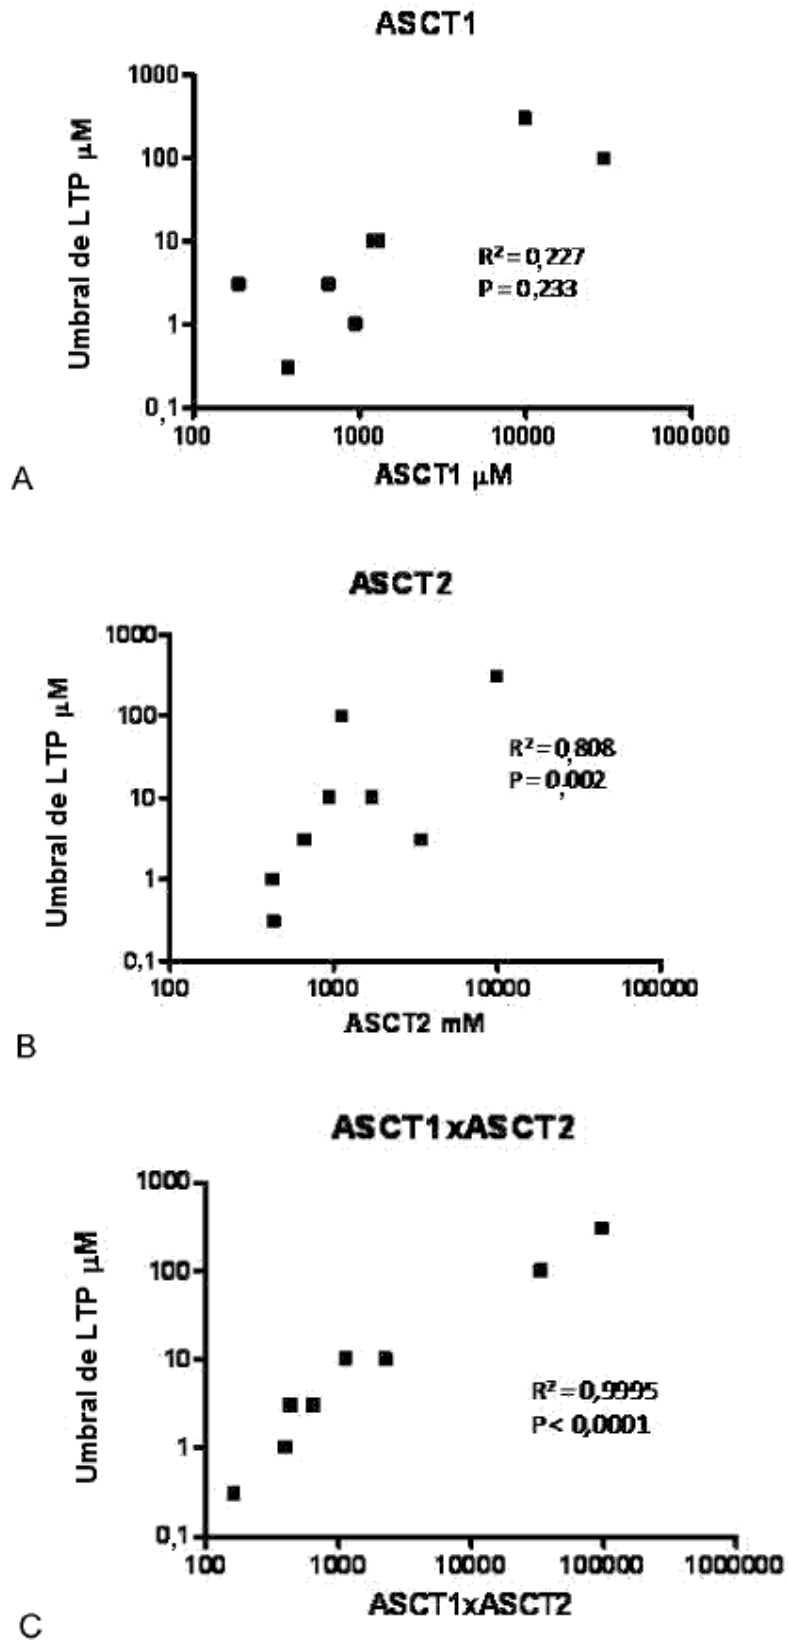 ASCT1
Umbral de LTP μM
1000
100
10
1
0,1
R² = 0,227
P = 0,233
100 1000 10000 100000
ASCT1 μM
A
ASCT2
Umbral de LTP μM
1000
100
10
1
0,1
R² = 0,808
P = 0,002
100 1000 10000 100000
ASCT2 mM
B
ASCT1xASCT2
Umbral de LTP μM
1000
100
10
1
0,1
R² = 0,9995
P < 0,0001
100 1000 10000 100000 1000000
ASCT1xASCT2
C